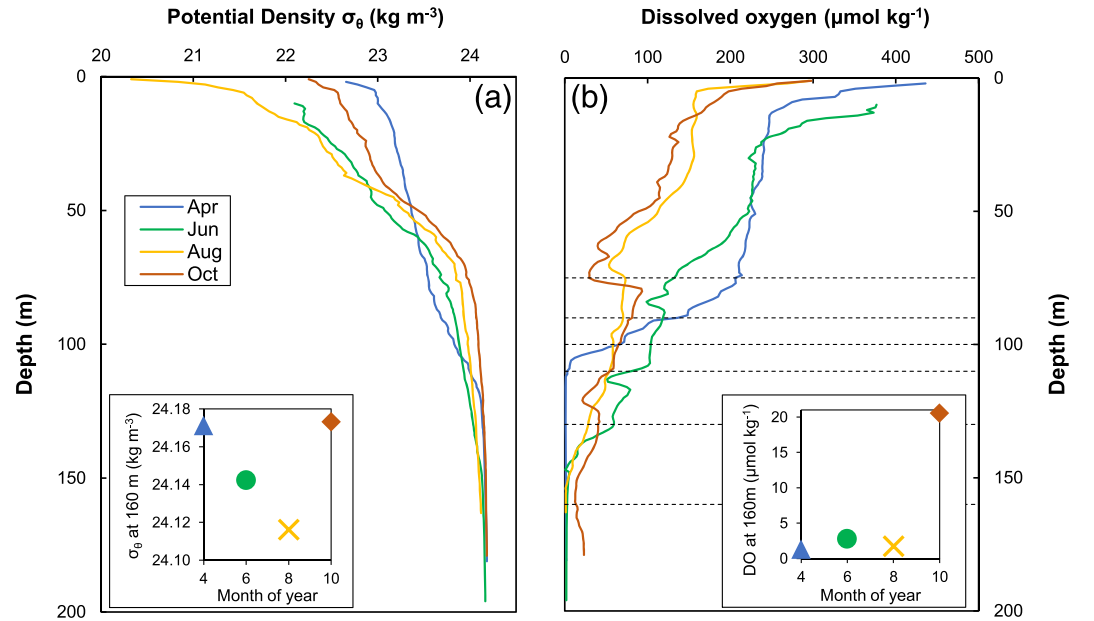 Potential Density σθ (kg m-3)
20 21 22 23 24
0
50
100
150
200
Depth (m)
(a)
Apr
Jun
Aug
Oct
24.18
24.16
24.14
24.12
24.10
σθ at 160 m (kg m-3)
4 6 8 10
Month of year
Dissolved oxygen (µmol kg-1)
0 100 200 300 400 500
(b)
0
50
100
150
200
Depth (m)
20
15
10
5
0
DO at 160m (µmol kg-1)
4 6 8 10
Month of year